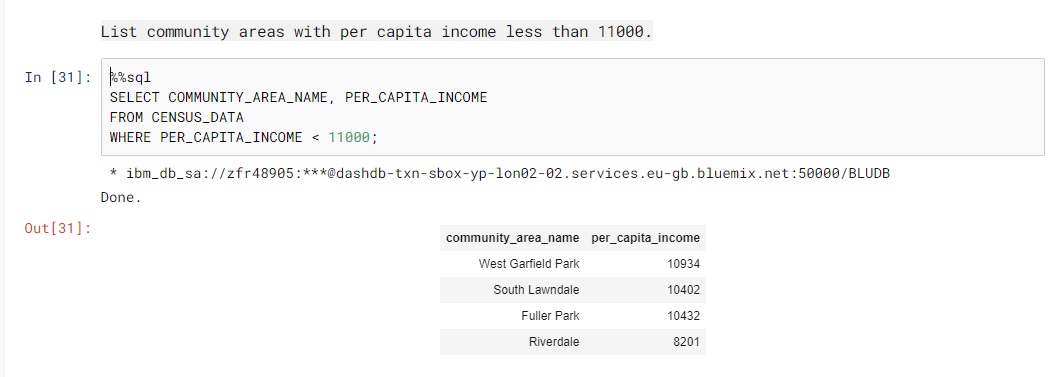 List community areas with per capita income less than 11000.
In [31]: %%sql
SELECT COMMUNITY_AREA_NAME, PER_CAPITA_INCOME
FROM CENSUS_DATA
WHERE PER_CAPITA_INCOME < 11000;
* ibm_db_sa://zfr48905:***@dashdb-txn-sbox-yp-lon02-02.services.eu-gb.bluemix.net:50000/BLUDB
Done.
Out[31]:
community_area_name per_capita_income
West Garfield Park 10934
South Lawndale 10402
Fuller Park 10432
Riverdale 8201